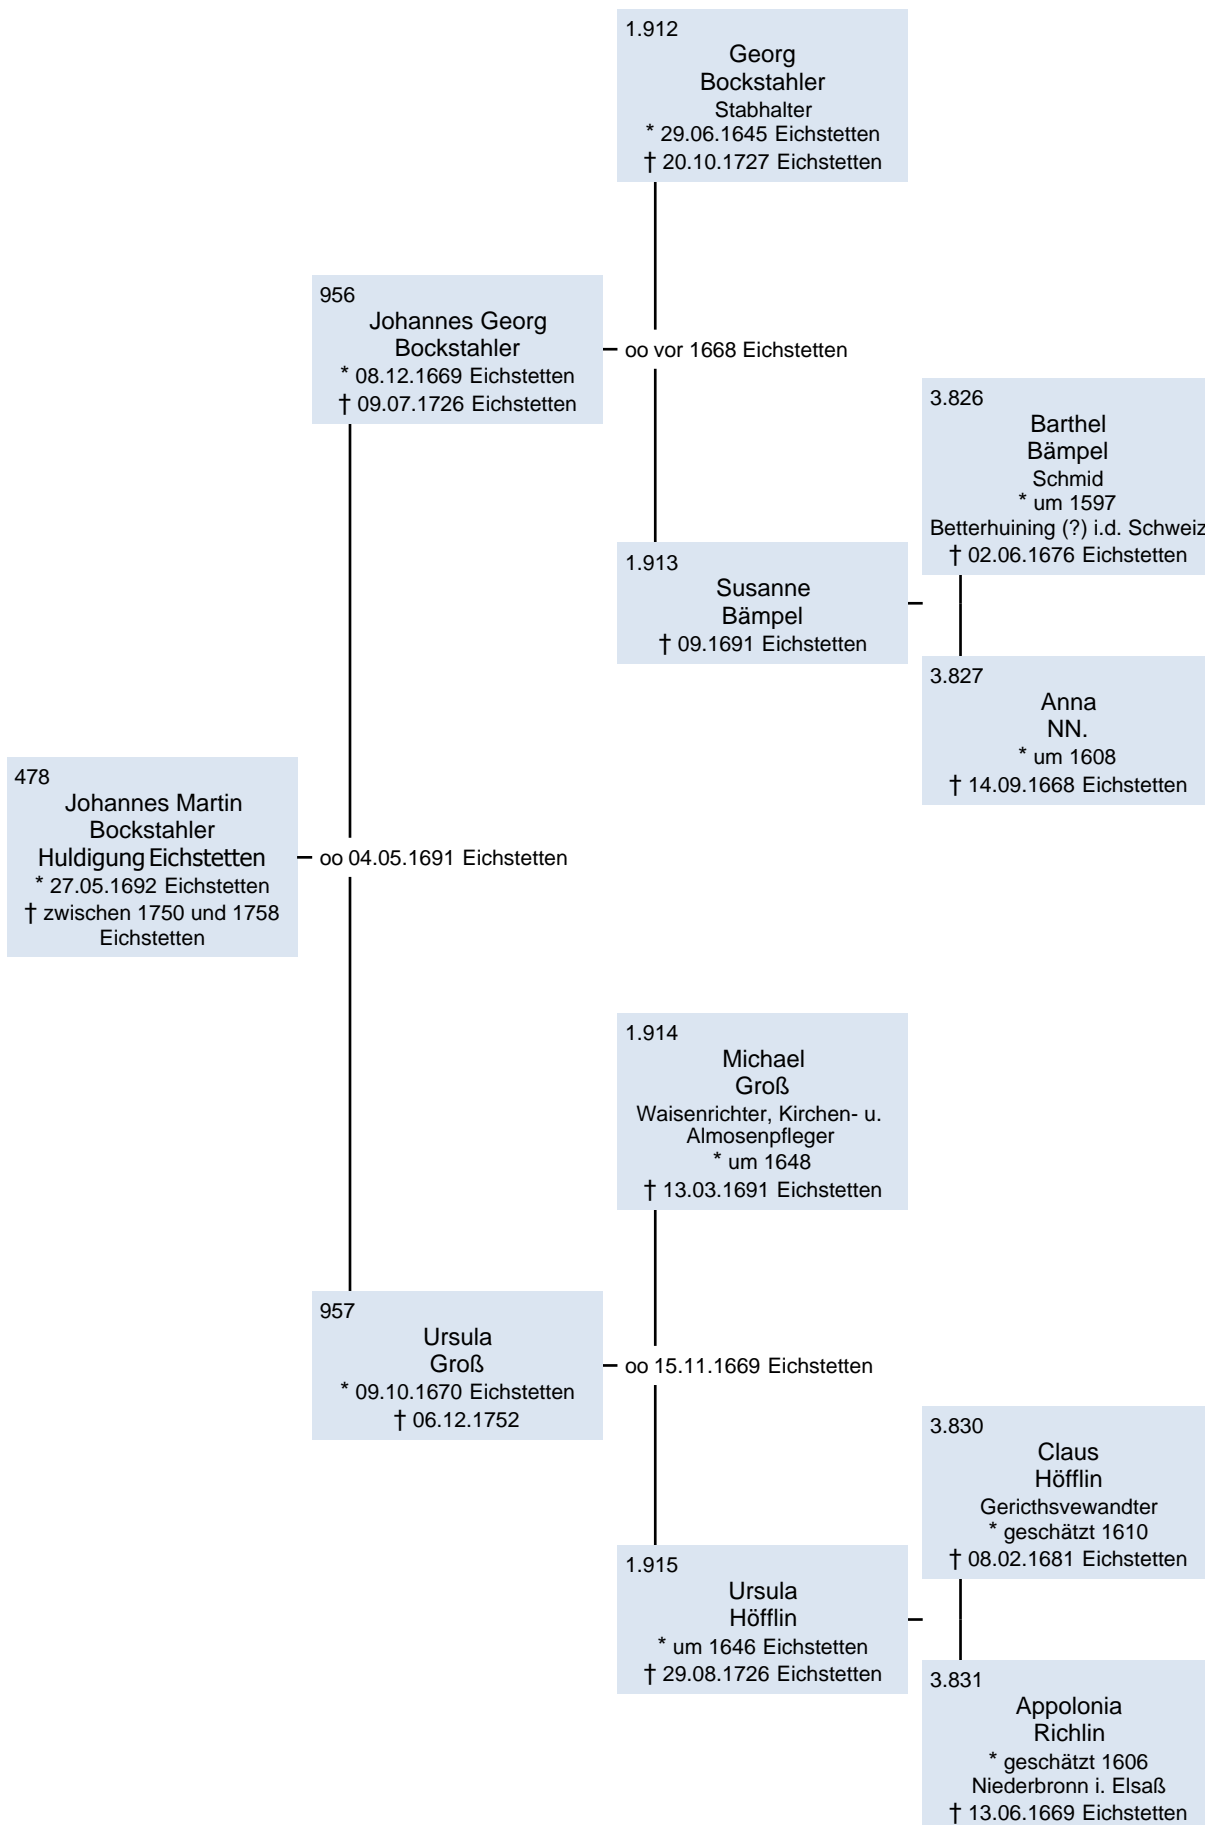 1.912
Georg
Bockstahler
Stabhalter
* 29.06.1645 Eichstetten
† 20.10.1727 Eichstetten
956
Johannes Georg
Bockstahler
* 08.12.1669 Eichstetten
† 09.07.1726 Eichstetten
oo vor 1668 Eichstetten
3.826
Barthel
Bämpel
Schmid
* um 1597
Betterhuining (?) i.d. Schweiz
† 02.06.1676 Eichstetten
1.913
Susanne
Bämpel
† 09.1691 Eichstetten
3.827
Anna
NN.
* um 1608
† 14.09.1668 Eichstetten
478
Johannes Martin
Bockstahler
Huldigung Eichstetten
* 27.05.1692 Eichstetten
† zwischen 1750 und 1758
Eichstetten
oo 04.05.1691 Eichstetten
1.914
Michael
Groß
Waisenrichter, Kirchen- u.
Almosenpfleger
* um 1648
† 13.03.1691 Eichstetten
957
Ursula
Groß
* 09.10.1670 Eichstetten
† 06.12.1752
oo 15.11.1669 Eichstetten
3.830
Claus
Höfflin
Gericthsvewandter
* geschätzt 1610
† 08.02.1681 Eichstetten
1.915
Ursula
Höfflin
* um 1646 Eichstetten
† 29.08.1726 Eichstetten
3.831
Appolonia
Richlin
* geschätzt 1606
Niederbronn i. Elsaß
† 13.06.1669 Eichstetten